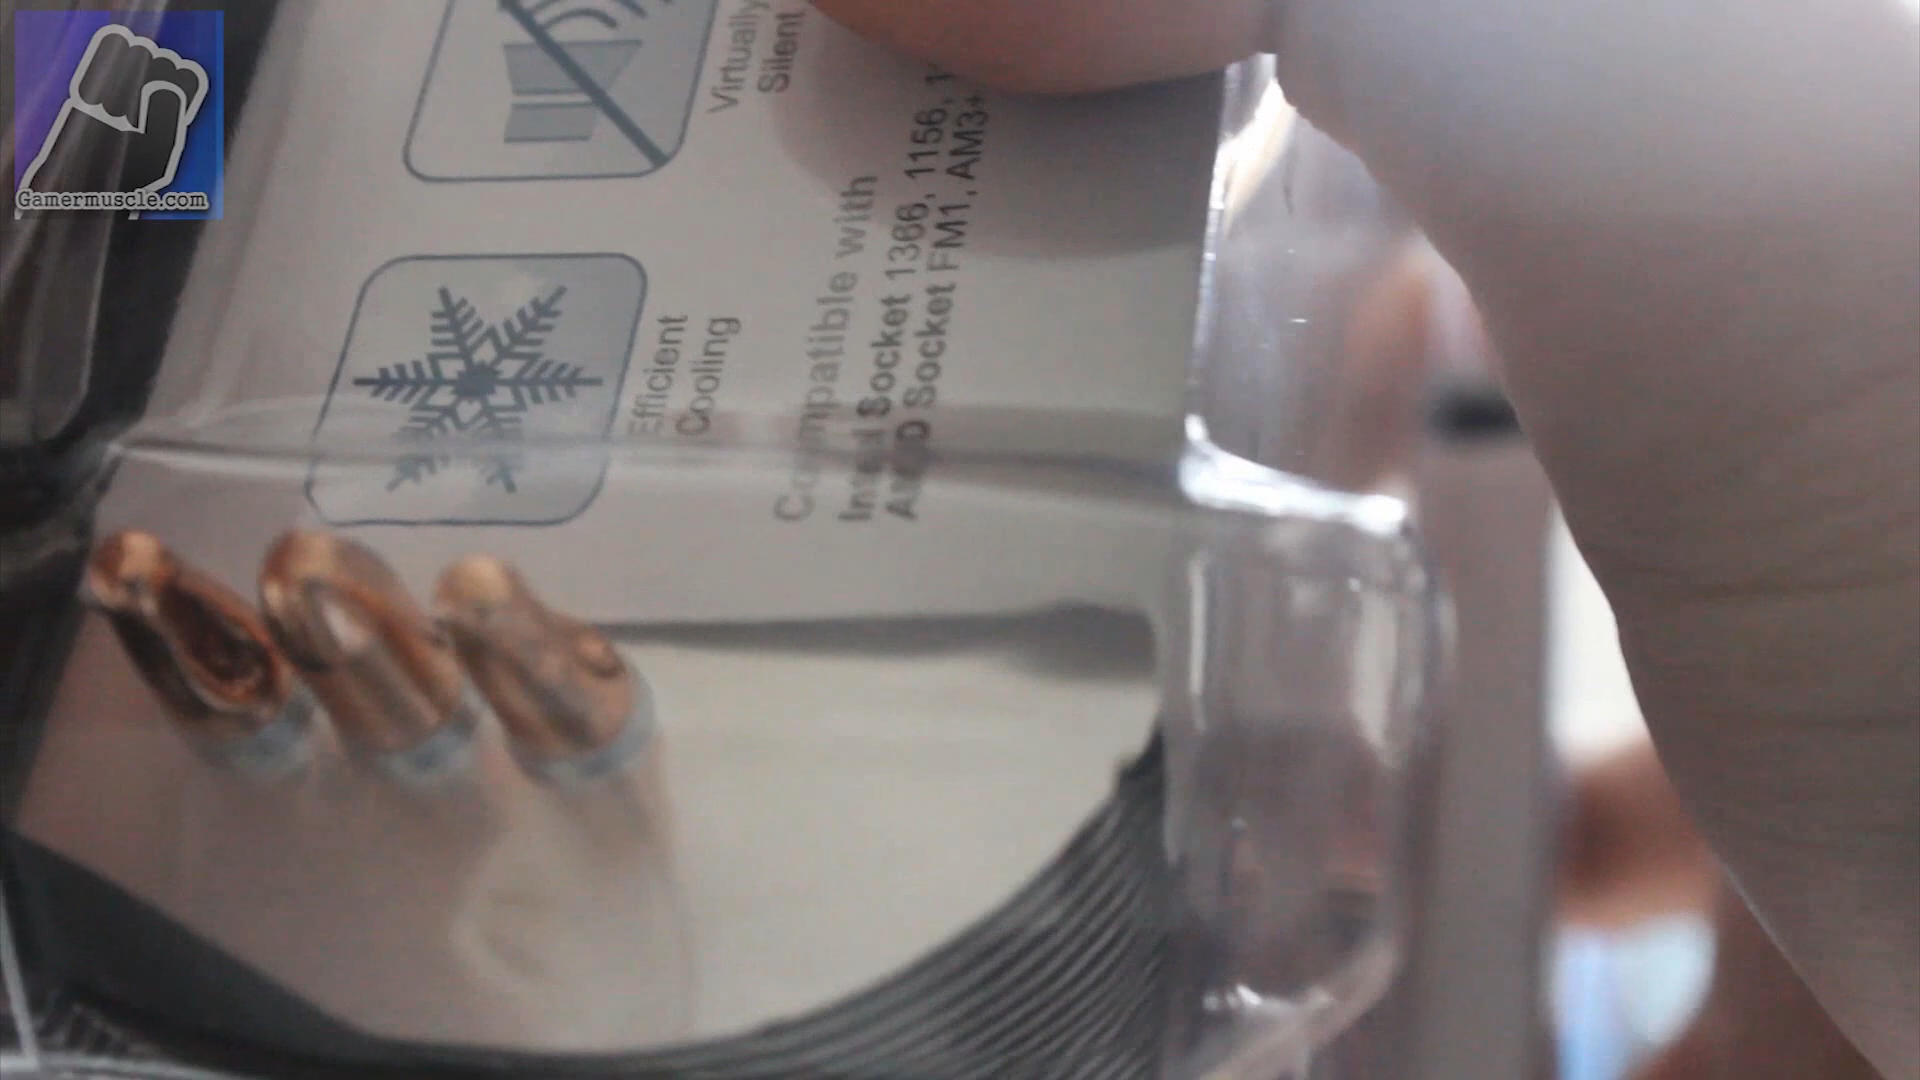 Gamermuscle.com
Virtually
Silent
Efficient
Cooling
Compatible with
Intel Socket 1366, 1156,
AMD Socket FM1, AM3+